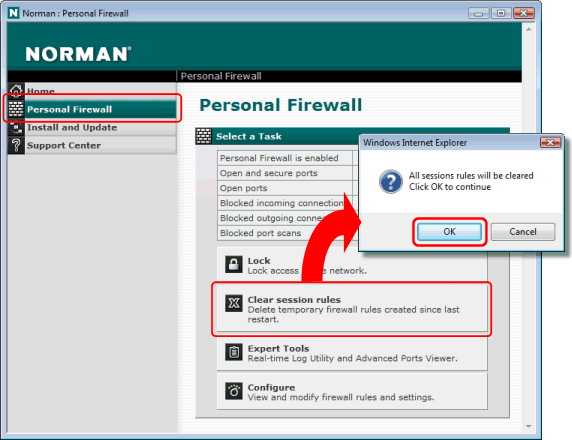 Norman : Personal Firewall
NORMAN
Personal Firewall
Home
Personal Firewall
Install and Update
Support Center
Personal Firewall
Select a Task
Personal Firewall is enabled
Open and secure ports
Open ports
Blocked incoming connection
Blocked outgoing connec
Blocked port scans
Windows Internet Explorer
All sessions rules will be cleared
Click OK to continue
OK Cancel
Lock
Lock access network.
Clear session rules
Delete temporary firewall rules created since last
restart.
Expert Tools
Real-time Log Utility and Advanced Ports Viewer.
Configure
View and modify firewall rules and settings.